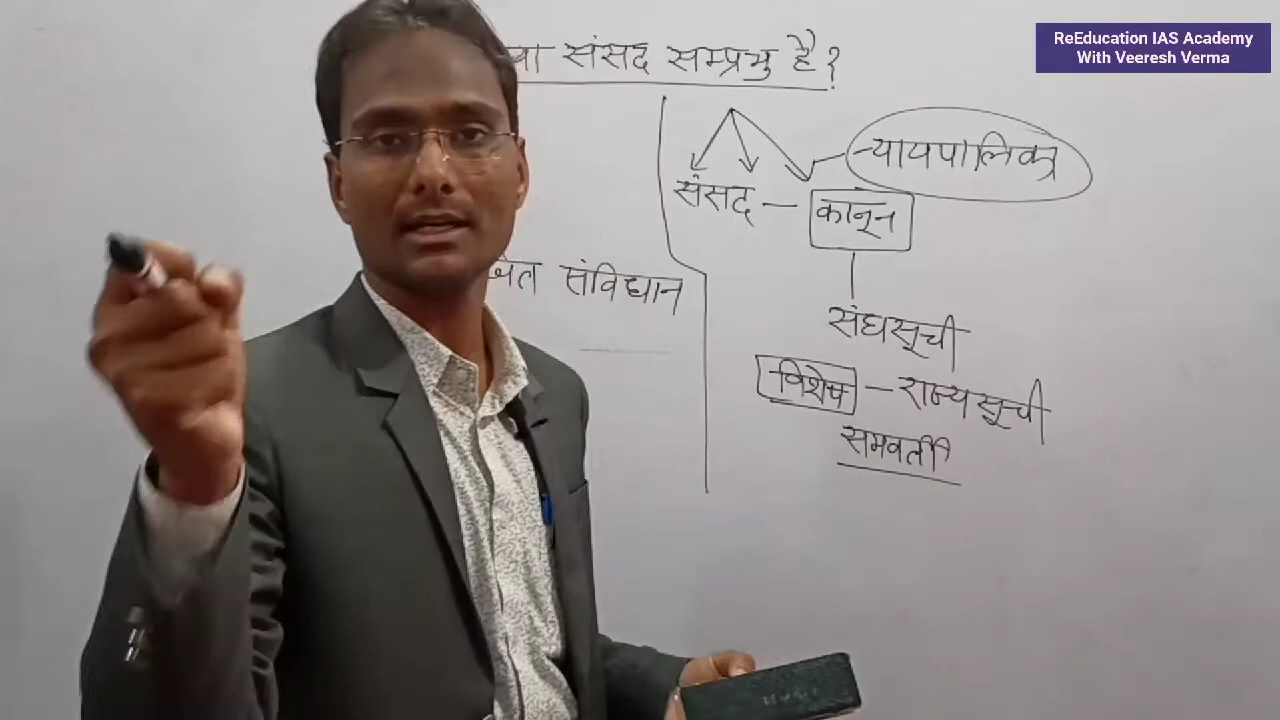 ReEducation IAS Academy
With Veeresh Verma
संसद सम्प्रभु है?
न्यायपालिका
संसद - कानून
संविधान
संघसूची
विशेष - राज्यसूची
समवर्ती